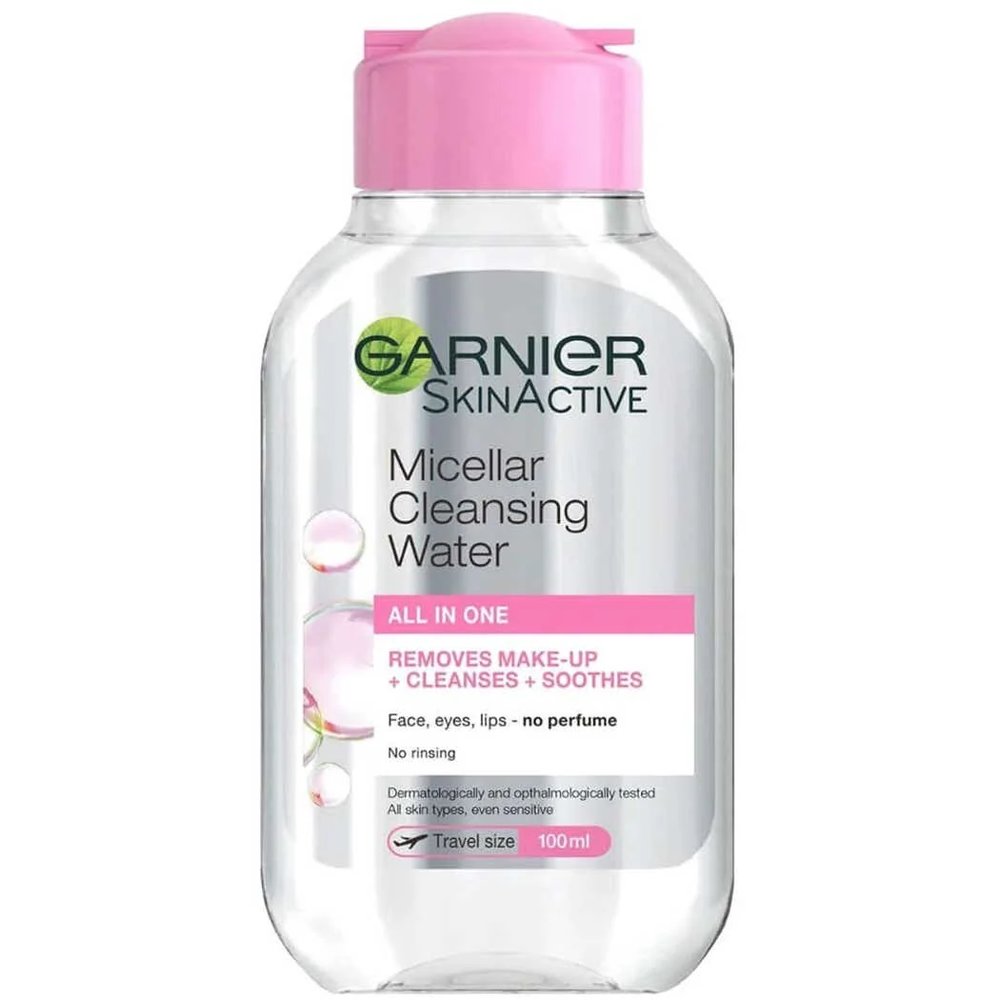 GARNIER
SKINACTIVE
Micellar
Cleansing
Water
ALL IN ONE
REMOVES MAKE-UP
+ CLEANSES + SOOTHES
Face, eyes, lips - no perfume
No rinsing
Dermatologically and opthalmologically tested
All skin types, even sensitive
Travel size 100ml